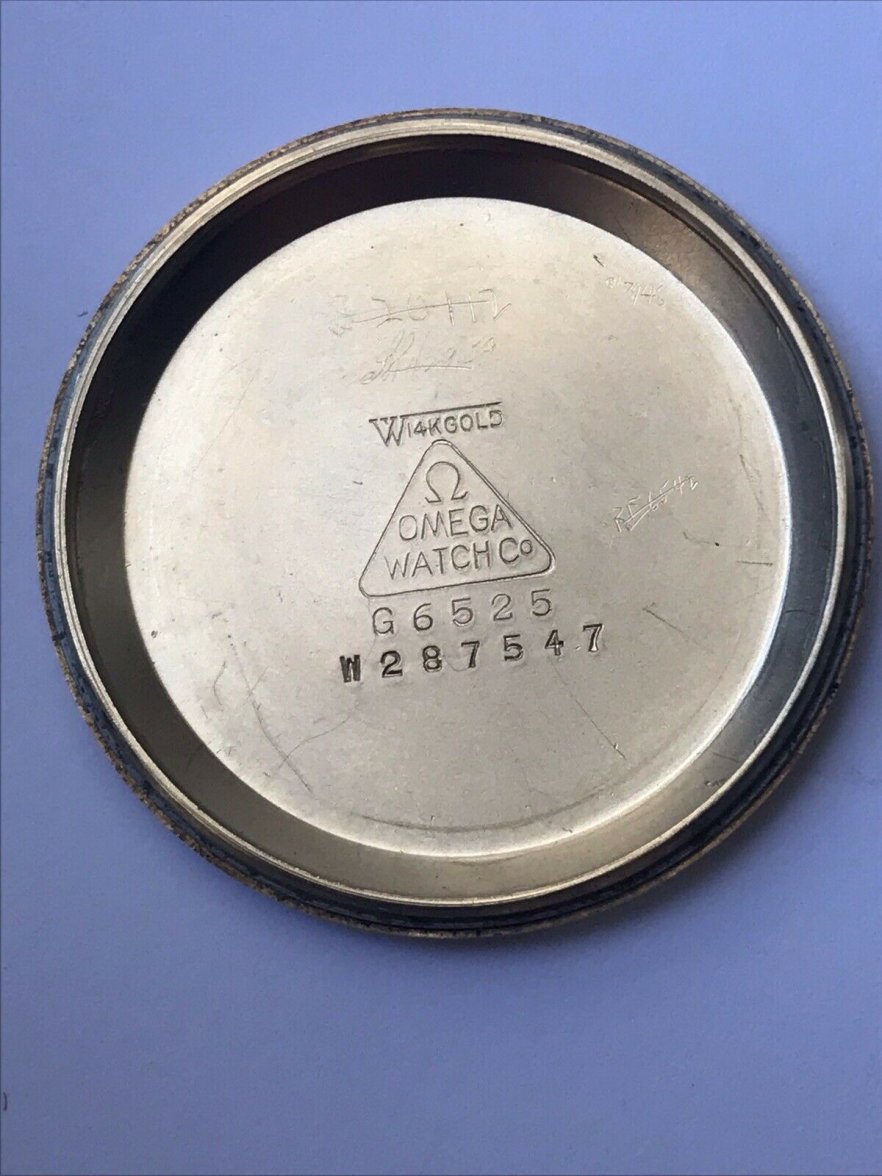 W14KGOLD
Ω
OMEGA
WATCH Co
G6525
W287547